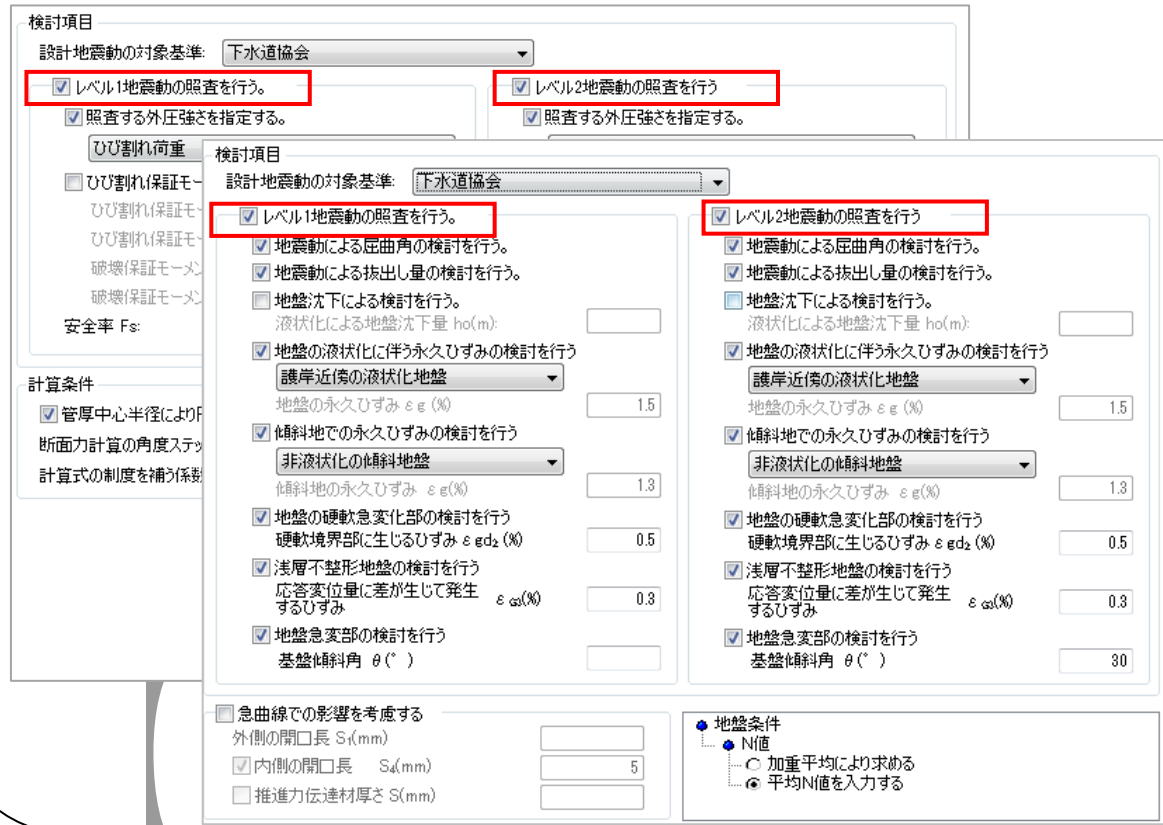 検討項目
設計地震動の対象基準: 下水道協会
レベル1地震動の照査を行う。
レベル2地震動の照査を行う
照査する外圧強さを指定する。
照査する外圧強さを指定する。
ひび割れ荷重
ひび割れ保証モー
ひび割れ保証モー
ひび割れ保証モー
破壊保証モーメン
破壊保証モーメン
安全率 Fs:
計算条件
管厚中心半径により
断面力計算の角度ステッ
計算式の制度を補う係数
検討項目
設計地震動の対象基準: 下水道協会
レベル1地震動の照査を行う。
地震動による屈曲角の検討を行う。
地震動による抜出し量の検討を行う。
地盤沈下による検討を行う。
液状化による地盤沈下量 ho(m):
地盤の液状化に伴う永久ひずみの検討を行う
護岸近傍の液状化地盤
地盤の永久ひずみ εg (%) 1.5
傾斜地での永久ひずみの検討を行う
非液状化の傾斜地盤
傾斜地の永久ひずみ εg(%) 1.3
地盤の硬軟急変化部の検討を行う
硬軟境界部に生じるひずみ εgd₂ (%) 0.5
浅層不整形地盤の検討を行う
応答変位量に差が生じて発生
するひずみ ε G3(%) 0.3
地盤急変部の検討を行う
基盤傾斜角 θ(°)
レベル2地震動の照査を行う
地震動による屈曲角の検討を行う。
地震動による抜出し量の検討を行う。
地盤沈下による検討を行う。
液状化による地盤沈下量 ho(m):
地盤の液状化に伴う永久ひずみの検討を行う
護岸近傍の液状化地盤
地盤の永久ひずみ εg (%) 1.5
傾斜地での永久ひずみの検討を行う
非液状化の傾斜地盤
傾斜地の永久ひずみ εg(%) 1.3
地盤の硬軟急変化部の検討を行う
硬軟境界部に生じるひずみ εgd₂ (%) 0.5
浅層不整形地盤の検討を行う
応答変位量に差が生じて発生
するひずみ ε G3(%) 0.3
地盤急変部の検討を行う
基盤傾斜角 θ(°) 30
急曲線での影響を考慮する
外側の開口長 S₁(mm)
内側の開口長 S₄(mm) 5
推進力伝達材厚さ S(mm)
地盤条件
N値
加重平均により求める
平均N値を入力する